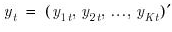 y_t = (y_{1t}, y_{2t}, ..., y_{Kt})′